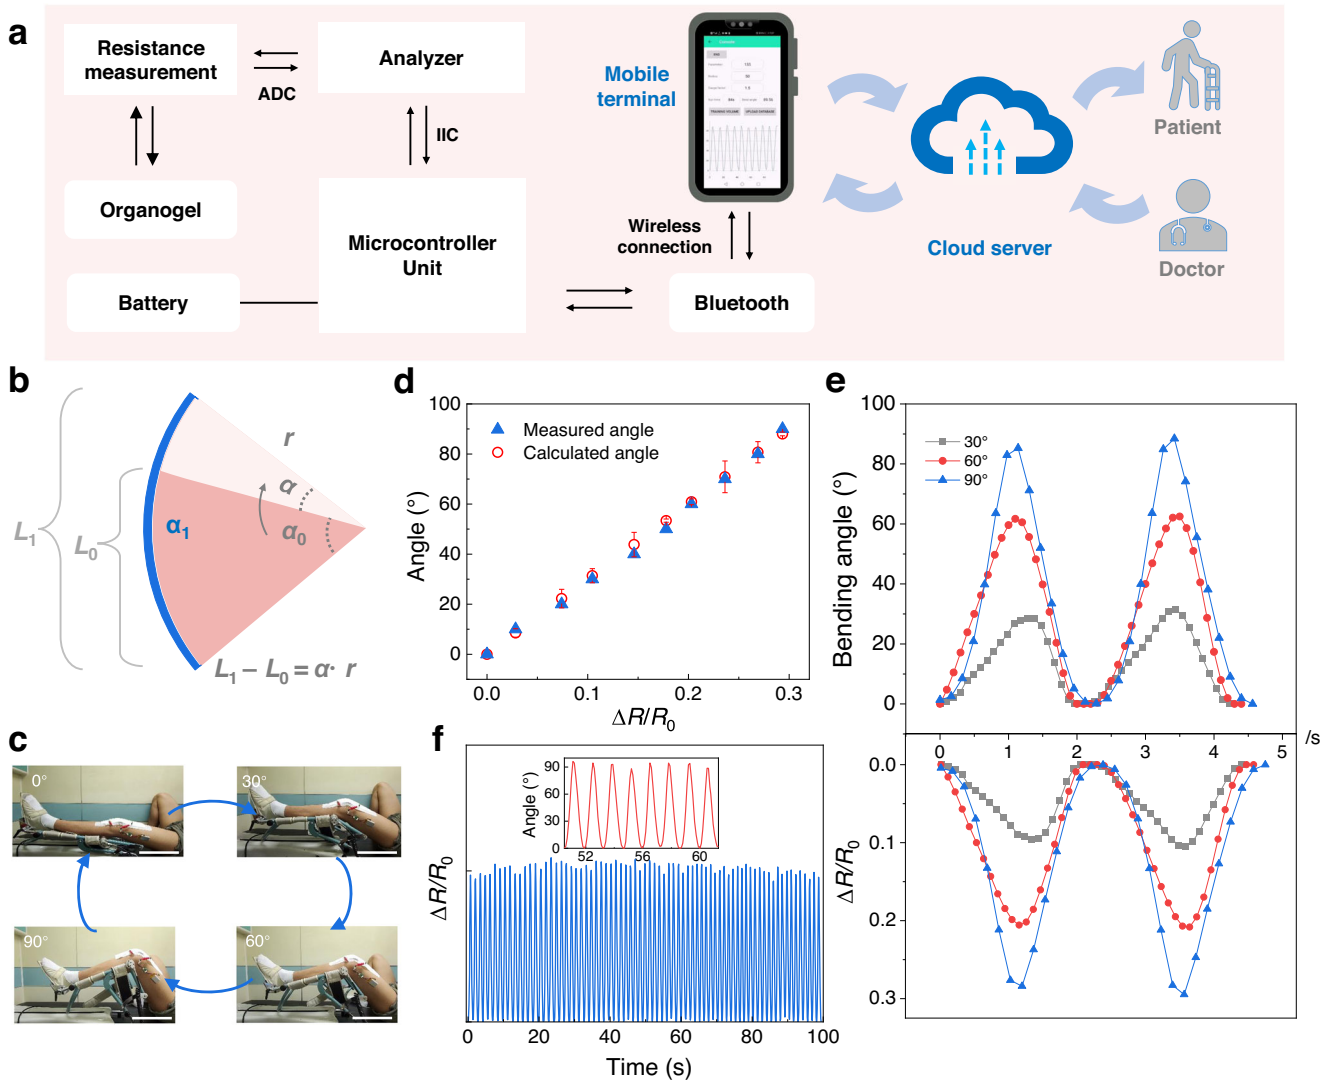 a
Resistance
measurement
ADC
Analyzer
IIC
Organogel
Battery
Microcontroller
Unit
Mobile
terminal
Wireless
connection
Bluetooth
Cloud server
Patient
Doctor
b
r
α
α0
α1
L1
L0
L1 – L0 = α· r
c
0°
30°
90°
60°
d
Measured angle
Calculated angle
Angle (°)
100
80
60
40
20
0
0.0
0.1
0.2
0.3
ΔR/R0
e
30°
60°
90°
Bending angle (°)
100
80
60
40
20
0
0
1
2
3
4
5
/s
0.0
0.1
0.2
0.3
ΔR/R0
f
Angle (°)
90
60
30
0
52
56
60
ΔR/R0
0
20
40
60
80
100
Time (s)